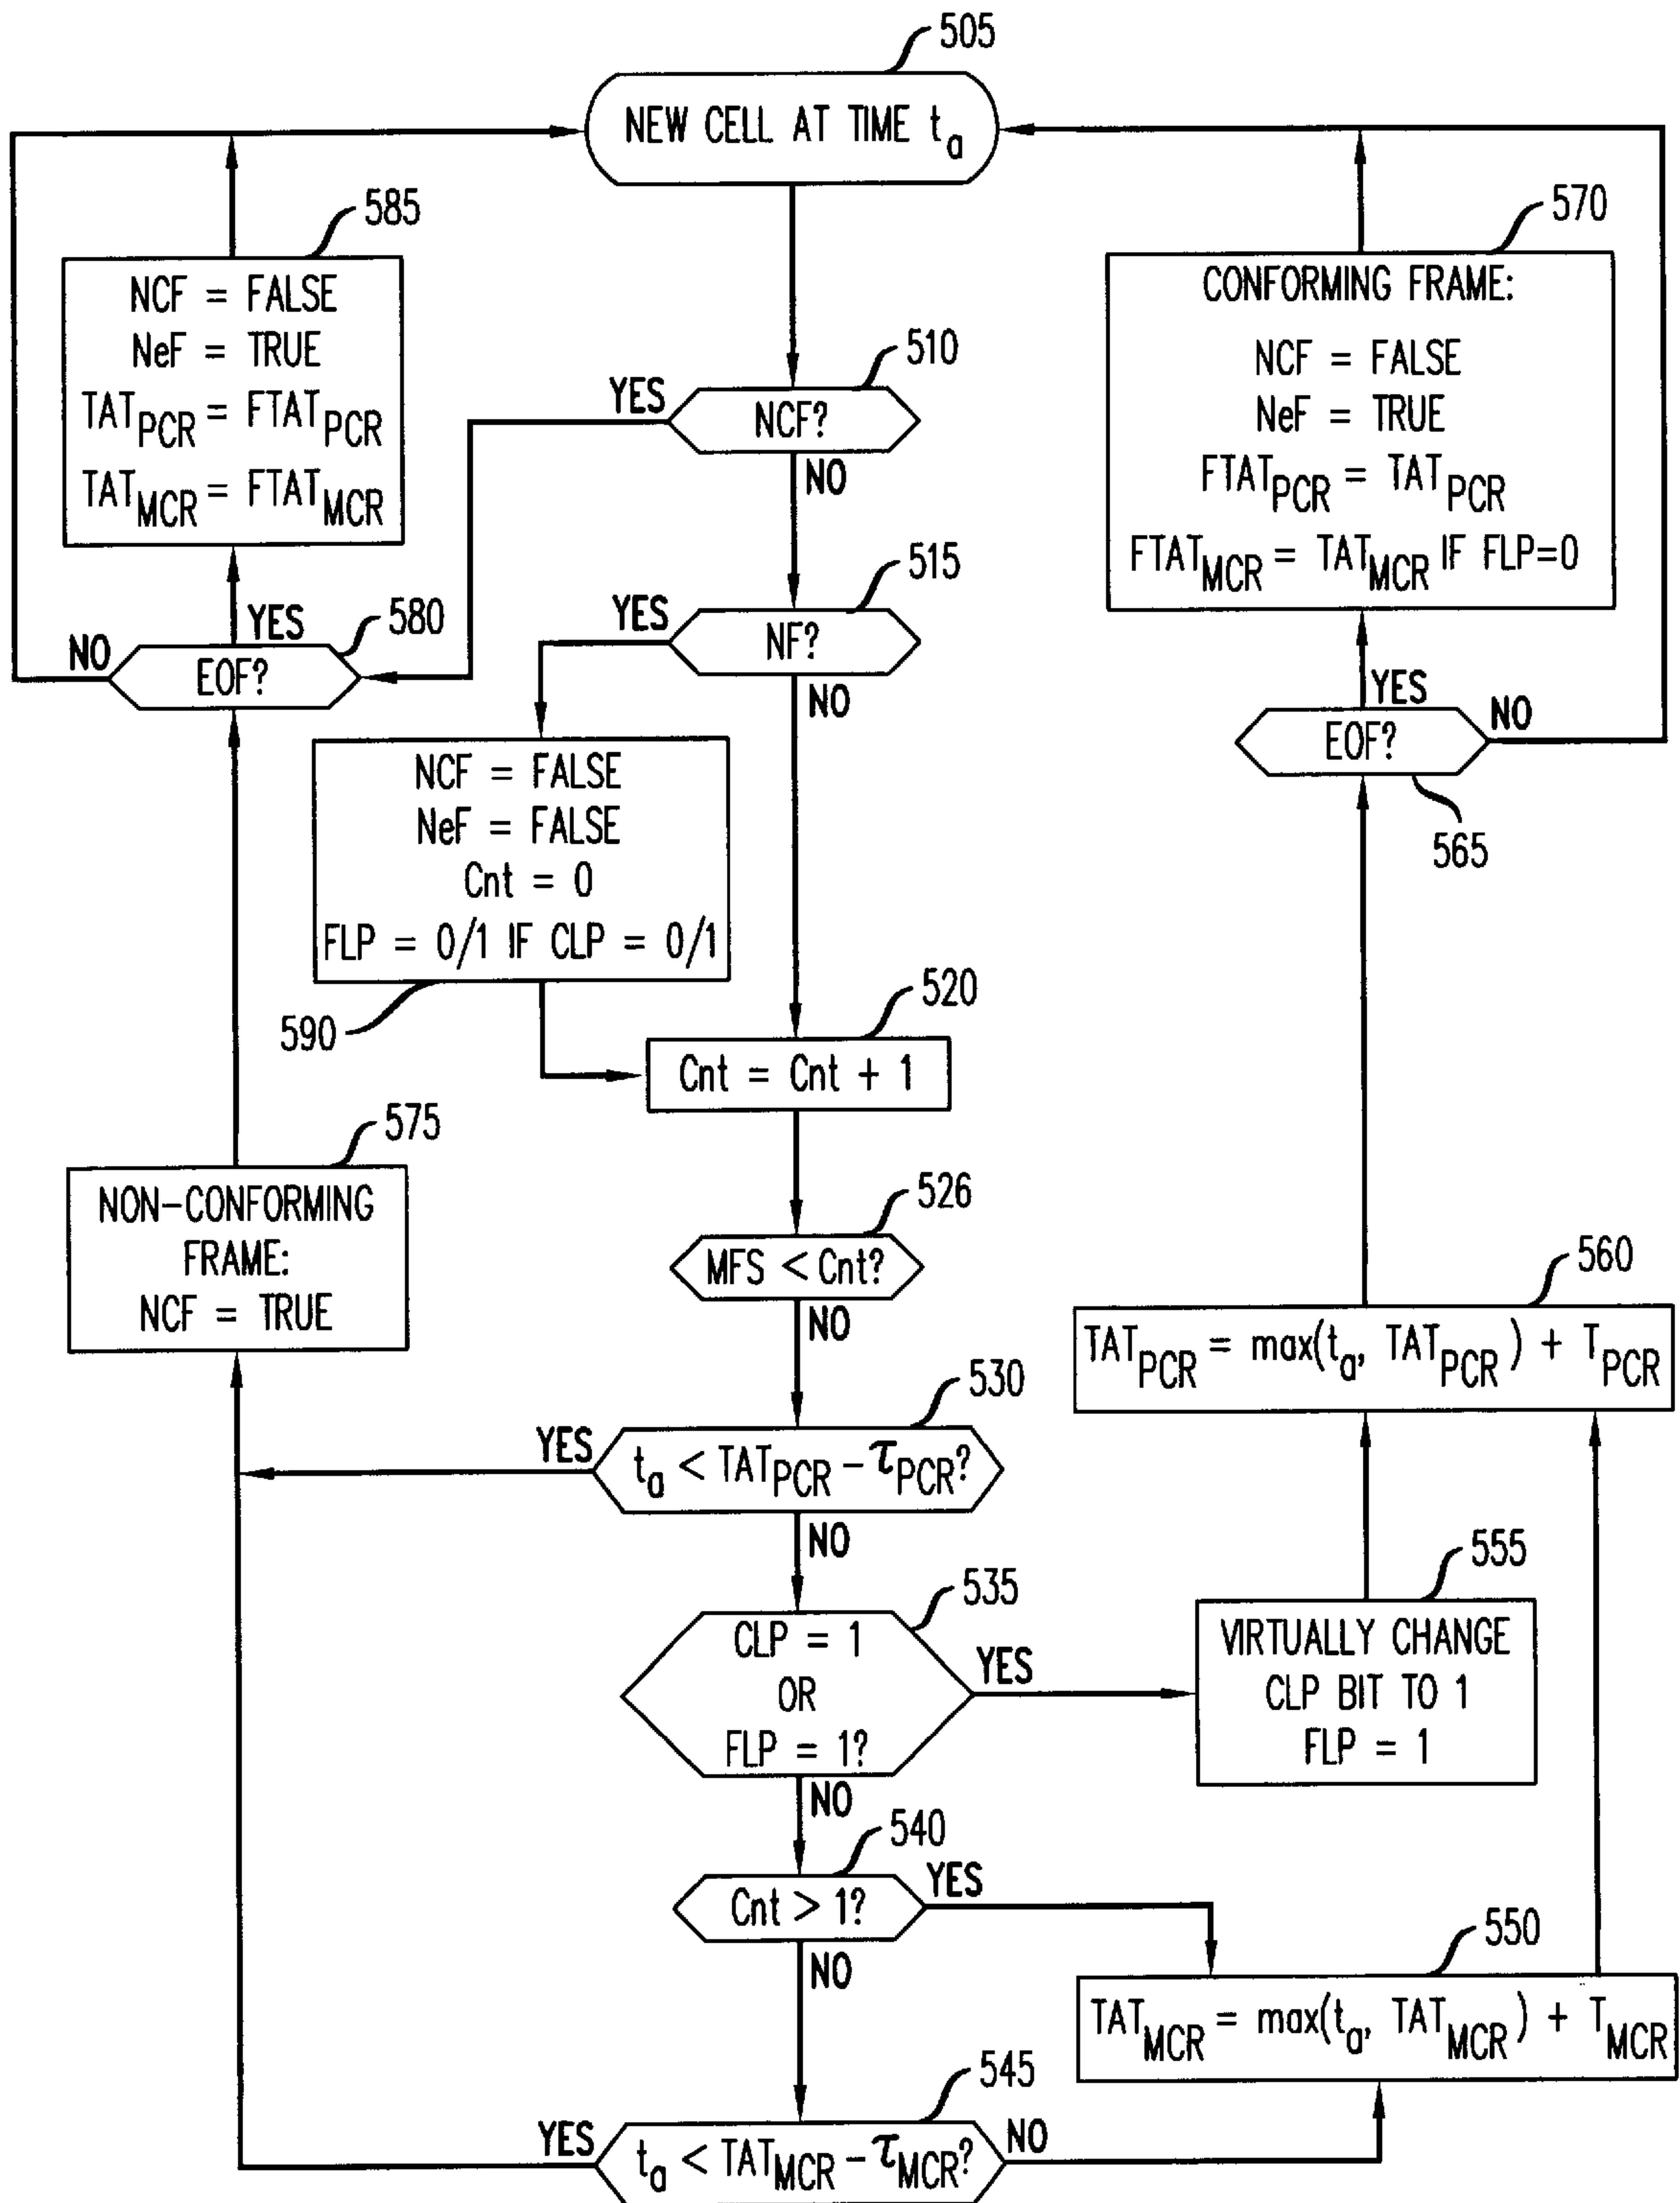 505
NEW CELL AT TIME ta
585
NCF = FALSE
NeF = TRUE
TATPCR = FTATPCR
TATMCR = FTATMCR
570
CONFORMING FRAME:
NCF = FALSE
NeF = TRUE
FTATPCR = TATPCR
FTATMCR = TATMCR IF FLP=0
510
YES
NCF?
NO
515
YES
NF?
NO
580
YES
NO
EOF?
YES
NO
EOF?
565
NCF = FALSE
NeF = FALSE
Cnt = 0
FLP = 0/1 IF CLP = 0/1
590
520
Cnt = Cnt + 1
575
NON-CONFORMING
FRAME:
NCF = TRUE
526
MFS < Cnt?
NO
560
TATPCR = max(ta, TATPCR) + TPCR
530
YES
ta < TATPCR - τPCR?
NO
535
CLP = 1
OR
FLP = 1?
YES
NO
555
VIRTUALLY CHANGE
CLP BIT TO 1
FLP = 1
540
YES
Cnt > 1?
NO
550
TATMCR = max(ta, TATMCR) + TMCR
545
YES
ta < TATMCR - τMCR?
NO